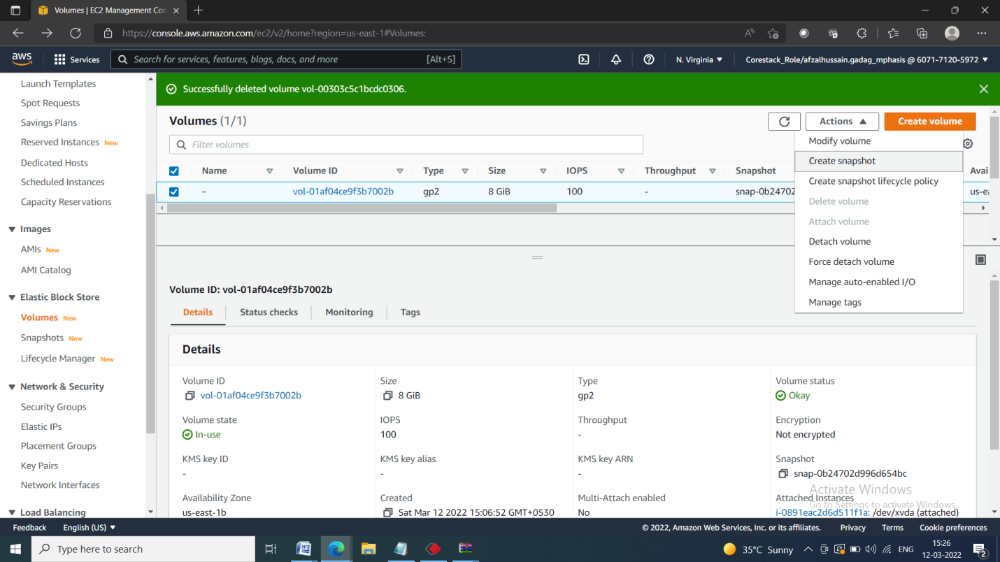 Volumes | EC2 Management Con
https://console.aws.amazon.com/ec2/v2/home?region=us-east-1#Volumes:
aws
Services
Search for services, features, blogs, docs, and more
[Alt+S]
N. Virginia
Corestack_Role/afzalhussain.gadag_mphasis @ 6071-7120-5972
Launch Templates
Spot Requests
Savings Plans
Reserved Instances New
Dedicated Hosts
Scheduled Instances
Capacity Reservations
Images
AMIs New
AMI Catalog
Elastic Block Store
Volumes New
Snapshots New
Lifecycle Manager New
Network & Security
Security Groups
Elastic IPs
Placement Groups
Key Pairs
Network Interfaces
Load Balancing
Successfully deleted volume vol-00303c5c1bcdc0306.
Volumes (1/1)
Actions
Create volume
Filter volumes
Name Volume ID Type Size IOPS Throughput Snapshot Avai
– vol-01af04ce9f3b7002b gp2 8 GiB 100 - snap-0b24702 us-ea
Modify volume
Create snapshot
Create snapshot lifecycle policy
Delete volume
Attach volume
Detach volume
Force detach volume
Manage auto-enabled I/O
Manage tags
Volume ID: vol-01af04ce9f3b7002b
Details Status checks Monitoring Tags
Details
Volume ID Size Type Volume status
vol-01af04ce9f3b7002b 8 GiB gp2 Okay
Volume state IOPS Throughput Encryption
In-use 100 - Not encrypted
KMS key ID KMS key alias KMS key ARN Snapshot
- - - snap-0b24702d996d654bc
Availability Zone Created Multi-Attach enabled Attached Instances
us-east-1b Sat Mar 12 2022 15:06:52 GMT+0530 No i-0891eac2d6d511f1a: /dev/xvda (attached)
Activate Windows
Go to Settings to activate Windows.
Feedback English (US) © 2022, Amazon Web Services, Inc. or its affiliates. Privacy Terms Cookie preferences
Type here to search
35°C Sunny
ENG
15:26
12-03-2022
2